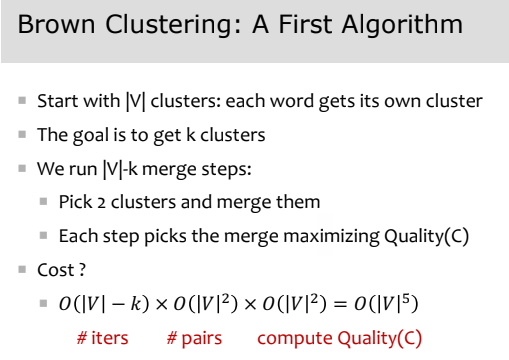 Brown Clustering: A First Algorithm
▪ Start with |V| clusters: each word gets its own cluster
▪ The goal is to get k clusters
▪ We run |V|-k merge steps:
▪ Pick 2 clusters and merge them
▪ Each step picks the merge maximizing Quality(C)
▪ Cost ?
▪ O(|V| − k) × O(|V|²) × O(|V|²) = O(|V|⁵)
# iters # pairs compute Quality(C)